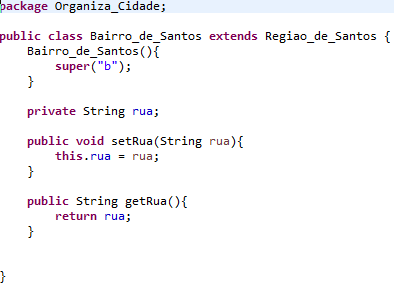 package Organiza_Cidade;
public class Bairro_de_Santos extends Regiao_de_Santos {
Bairro_de_Santos(){
super("b");
}
private String rua;
public void setRua(String rua){
this.rua = rua;
}
public String getRua(){
return rua;
}
}